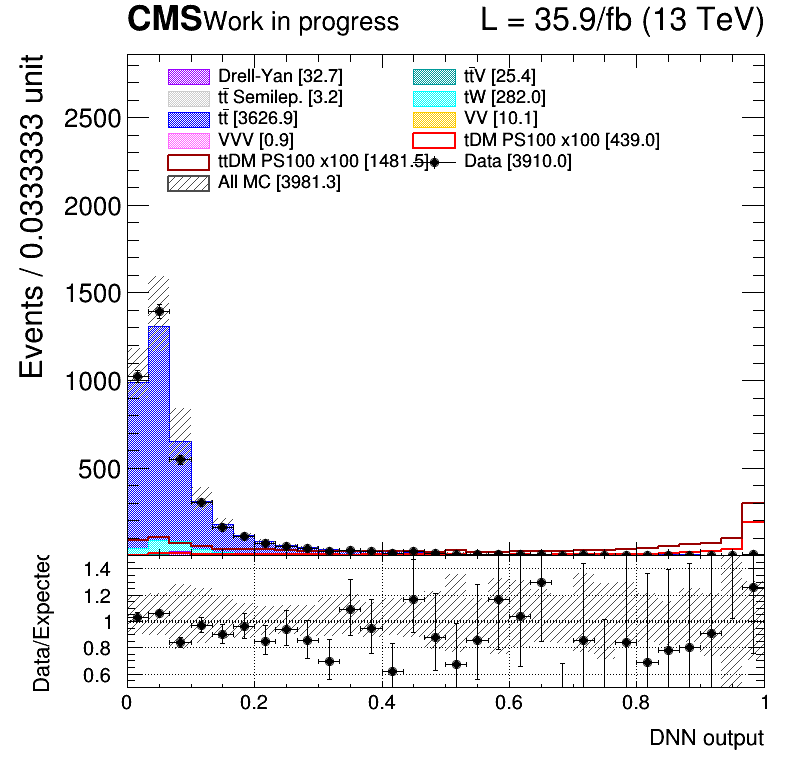 CMS Work in progress L = 35.9/fb (13 TeV)
Events / 0.0333333 unit
Drell-Yan [32.7] tt̄V [25.4]
tt̄ Semilep. [3.2] tW [282.0]
tt̄ [3626.9] VV [10.1]
VVV [0.9] tDM PS100 x100 [439.0]
ttDM PS100 x100 [1481.5] Data [3910.0]
All MC [3981.3]
2500
2000
1500
1000
500
Data/Expected
1.4
1.2
1
0.8
0.6
0 0.2 0.4 0.6 0.8 1
DNN output